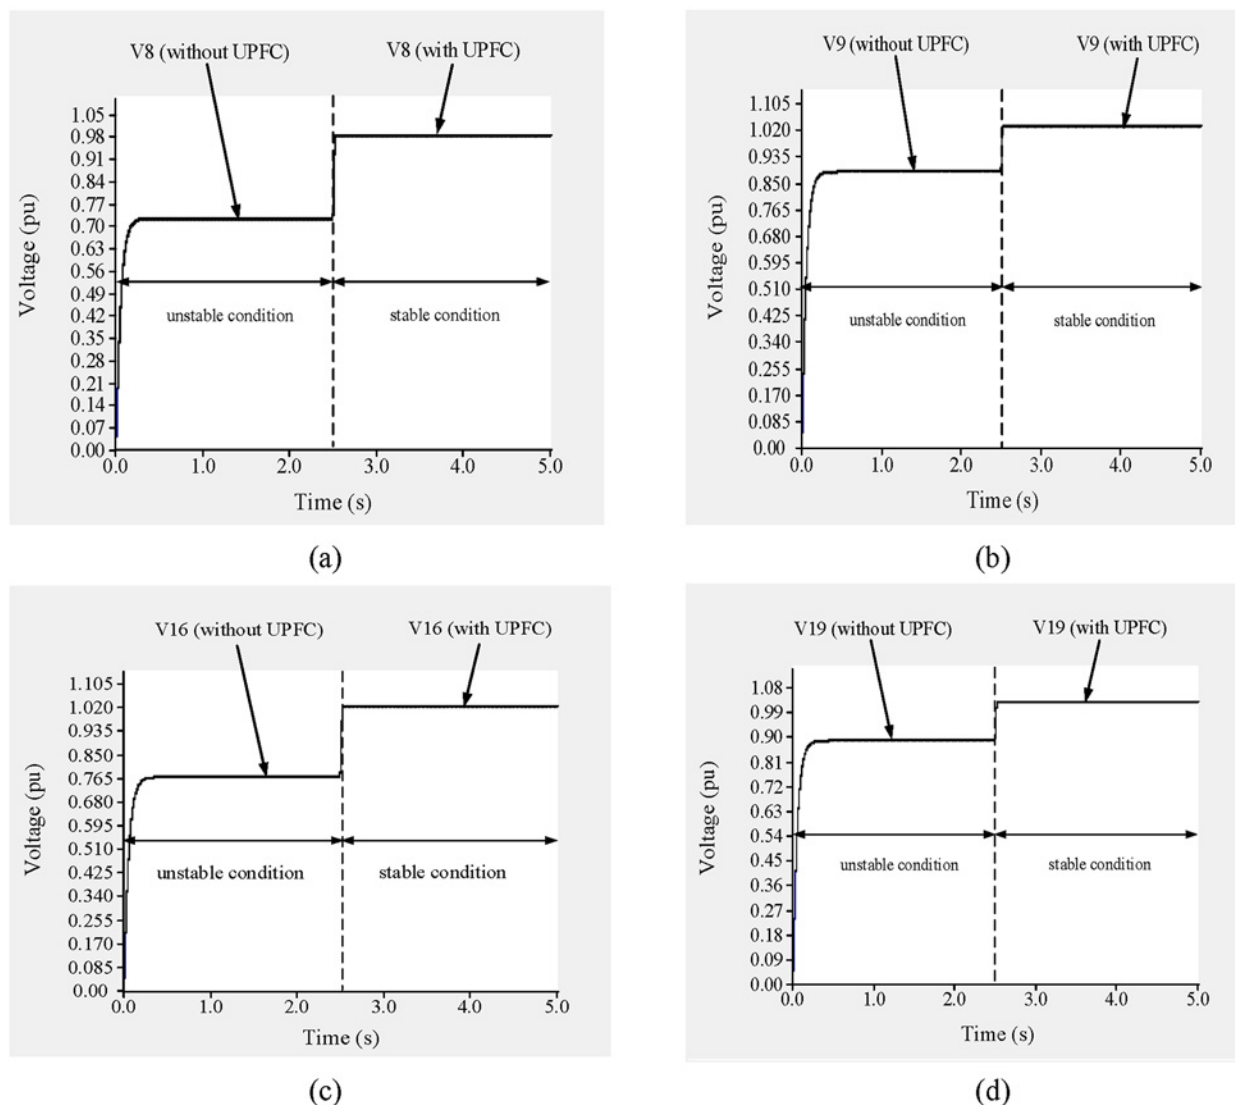 V8 (without UPFC)
V8 (with UPFC)
1.05
0.98
0.91
0.84
0.77
0.70
0.63
0.56
0.49
0.42
0.35
0.28
0.21
0.14
0.07
0.00
Voltage (pu)
unstable condition
stable condition
0.0 1.0 2.0 3.0 4.0 5.0
Time (s)
(a)
V9 (without UPFC)
V9 (with UPFC)
1.105
1.020
0.935
0.850
0.765
0.680
0.595
0.510
0.425
0.340
0.255
0.170
0.085
0.00
Voltage (pu)
unstable condition
stable condition
0.0 1.0 2.0 3.0 4.0 5.0
Time (s)
(b)
V16 (without UPFC)
V16 (with UPFC)
1.105
1.020
0.935
0.850
0.765
0.680
0.595
0.510
0.425
0.340
0.255
0.170
0.085
0.00
Voltage (pu)
unstable condition
stable condition
0.0 1.0 2.0 3.0 4.0 5.0
Time (s)
(c)
V19 (without UPFC)
V19 (with UPFC)
1.08
0.99
0.90
0.81
0.72
0.63
0.54
0.45
0.36
0.27
0.18
0.09
0.00
Voltage (pu)
unstable condition
stable condition
0.0 1.0 2.0 3.0 4.0 5.0
Time (s)
(d)